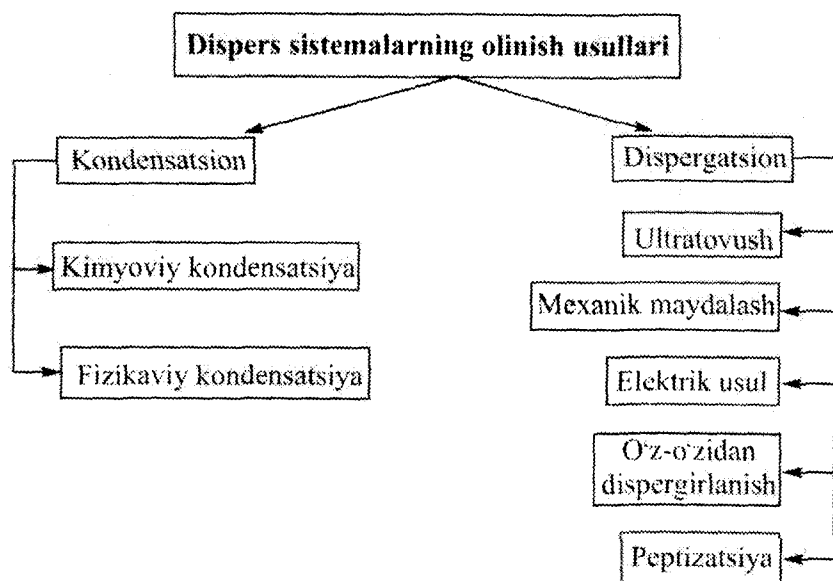 Dispers sistemalarning olinish usullari
Kondensatsion
Kimyoviy kondensatsiya
Fizikaviy kondensatsiya
Dispergatsion
Ultratovush
Mexanik maydalash
Elektrik usul
O‘z-o‘zidan
dispergirlanish
Peptizatsiya